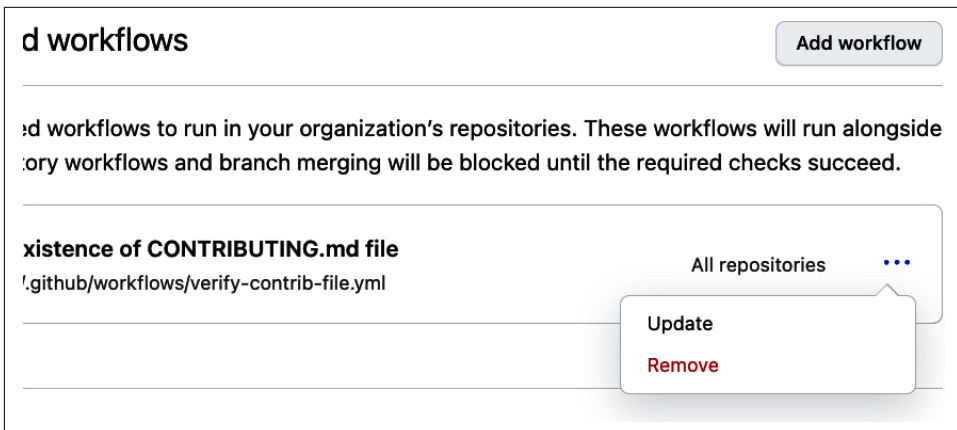 d workflows
Add workflow
ed workflows to run in your organization's repositories. These workflows will run alongside
tory workflows and branch merging will be blocked until the required checks succeed.
xistence of CONTRIBUTING.md file
/.github/workflows/verify-contrib-file.yml
All repositories
Update
Remove